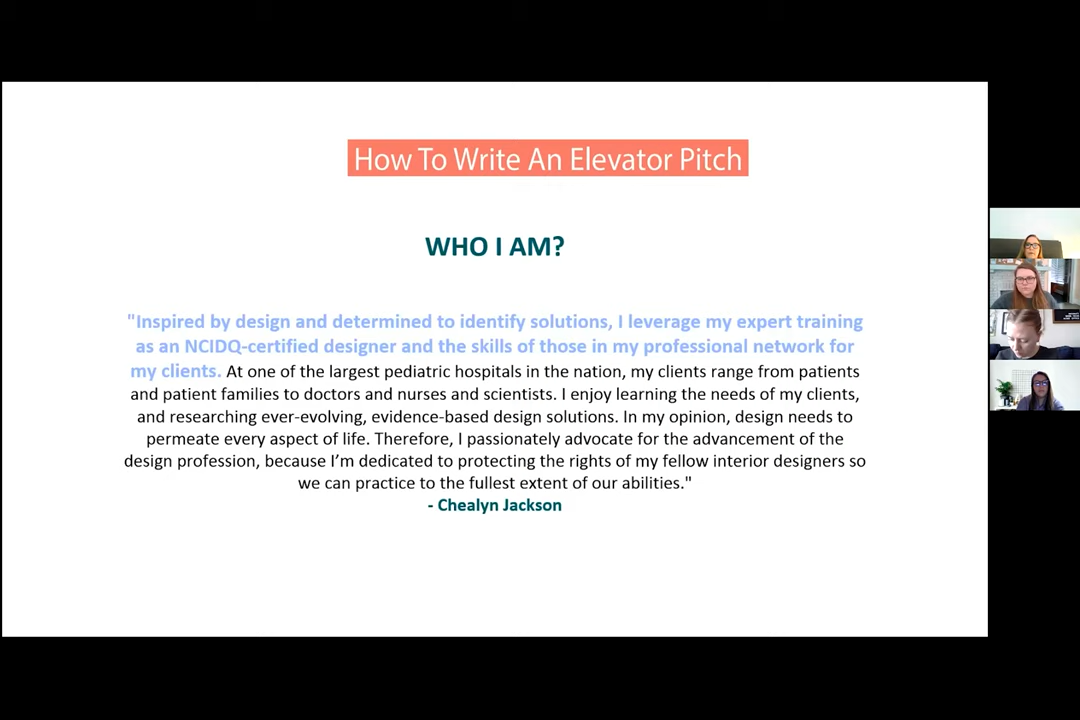 How To Write An Elevator Pitch
WHO I AM?
"Inspired by design and determined to identify solutions, I leverage my expert training
as an NCIDQ-certified designer and the skills of those in my professional network for
my clients. At one of the largest pediatric hospitals in the nation, my clients range from patients
and patient families to doctors and nurses and scientists. I enjoy learning the needs of my clients,
and researching ever-evolving, evidence-based design solutions. In my opinion, design needs to
permeate every aspect of life. Therefore, I passionately advocate for the advancement of the
design profession, because I’m dedicated to protecting the rights of my fellow interior designers so
we can practice to the fullest extent of our abilities."
- Chealyn Jackson